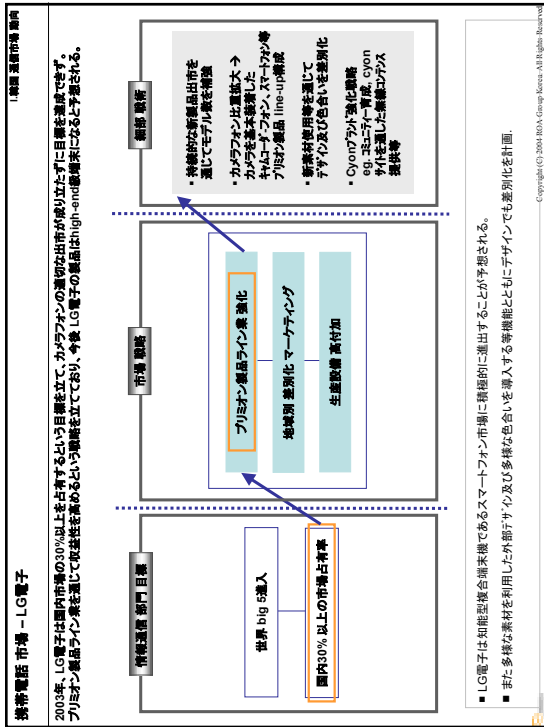 I.韓国 通信市場 動向
携帯電話 市場 – LG電子
2003年、LG電子は国内市場の30%以上を占有するという目標を立て、カメラフォンの適切な出市が成り立たずに目標を達成できず。
プリミオン製品ライン業を通じて収益性を高めるという戦略を立てており、今後 LG電子の製品はhigh-end級端末になると予想される。
情報通信 部門 目標
世界 big 5進入
国内30% 以上の市場占有率
市場 戦略
プリミオン製品ライン業 強化
地域別 差別化 マーケティング
生産設備 高付加
細部 戦術
▪ 持続的な新製品出市を
通じてモデル数を補強
▪ カメラフォン比重拡大 →
カメラを基本装着した
キャムコーダ-フォン, スマートフォン等
プリミオン製品 line-up構成
▪ 新素材使用等を通じて
デザイン及び色合いを差別化
▪ Cyonブランド強化戦略
eg. コミュニティー育成, cyon
サイトを通した無線コンテンス
提供等
▪ LG電子は知能型複合端末機であるスマートフォン市場に積極的に進出することが予想される。
▪ また多様な素材を利用した外部デザイン及び多様な色合いを導入する等機能とともにデザインでも差別化を計画.
Copyright (C) 2004 ROA Group Korea. All Rights Reserved.